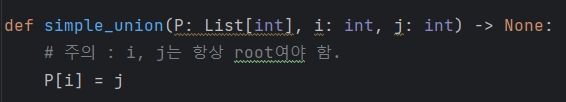 def simple_union(P: List[int], i: int, j: int) -> None:
# 주의 : i, j는 항상 root여야 함.
P[i] = j